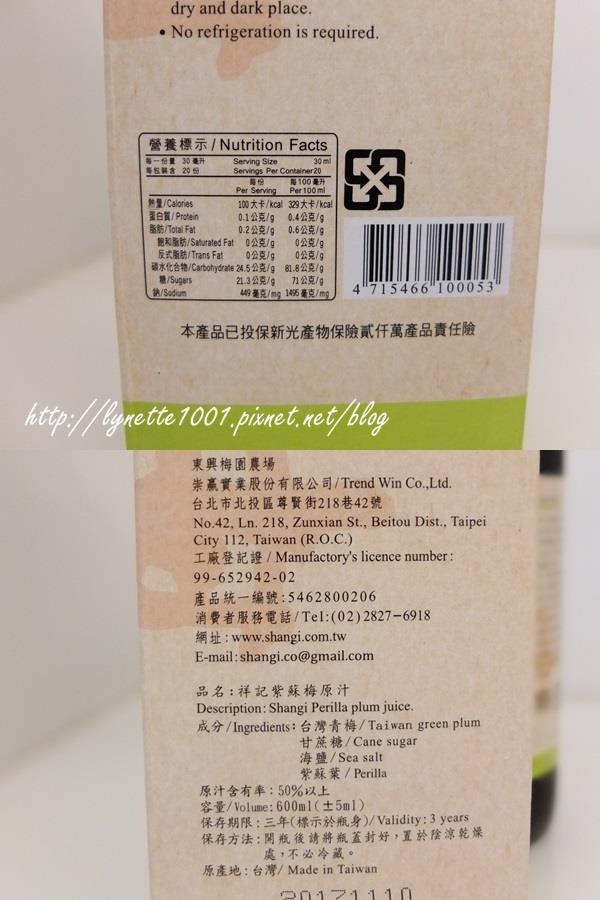 dry and dark place.
• No refrigeration is required.
營養標示/Nutrition Facts
每一份量 30 毫升 Serving Size 30 ml
每包裝含 20 份 Servings Per Container 20
每份 每100毫升
Per Serving Per 100 ml
熱量/Calories 100 大卡/kcal 329 大卡/kcal
蛋白質/Protein 0.1 公克/g 0.4 公克/g
脂肪/Total Fat 0.2 公克/g 0.6 公克/g
飽和脂肪/Saturated Fat 0 公克/g 0 公克/g
反式脂肪/Trans Fat 0 公克/g 0 公克/g
碳水化合物/Carbohydrate 24.5 公克/g 81.8 公克/g
糖/Sugars 21.3 公克/g 71 公克/g
鈉/Sodium 449 毫克/mg 1495 毫克/mg
4 715466 100053
本產品已投保新光產物保險貳仟萬產品責任險
http://lynette1001.pixnet.net/blog
東興梅園農場
崇贏實業股份有限公司/Trend Win Co.,Ltd.
台北市北投區尊賢街218巷42號
No.42, Ln. 218, Zunxian St., Beitou Dist., Taipei
City 112, Taiwan (R.O.C.)
工廠登記證 / Manufactory's licence number:
99-652942-02
產品統一編號:5462800206
消費者服務電話/Tel:(02)2827-6918
網址:www.shangi.com.tw
E-mail:shangi.co@gmail.com
品名:祥記紫蘇梅原汁
Description: Shangi Perilla plum juice.
成分/Ingredients: 台灣青梅/Taiwan green plum
甘蔗糖/Cane sugar
海鹽/Sea salt
紫蘇葉/Perilla
原汁含有率:50%以上
容量/Volume:600ml(±5ml)
保存期限:三年(標示於瓶身)/Validity: 3 years
保存方法:開瓶後請將瓶蓋封好,置於陰涼乾燥
處,不必冷藏。
原產地:台灣/Made in Taiwan
20171110